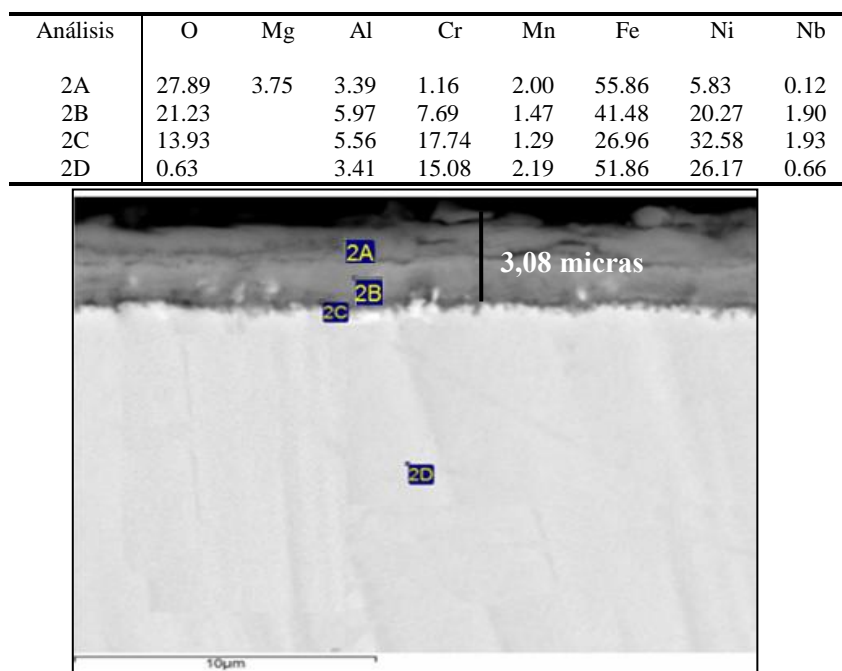 Análisis O Mg Al Cr Mn Fe Ni Nb
2A 27.89 3.75 3.39 1.16 2.00 55.86 5.83 0.12
2B 21.23 5.97 7.69 1.47 41.48 20.27 1.90
2C 13.93 5.56 17.74 1.29 26.96 32.58 1.93
2D 0.63 3.41 15.08 2.19 51.86 26.17 0.66
2A
3,08 micras
2B
2C
2D
10µm